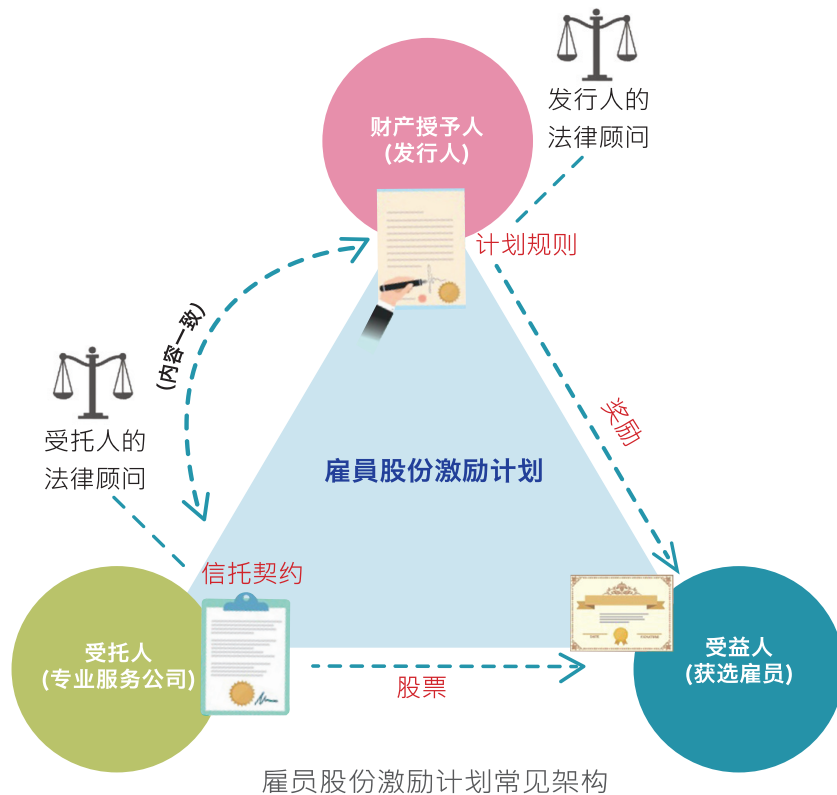 发行人的
法律顾问
财产授予人
(发行人)
计划规则
(内容一致)
受托人的
法律顾问
奖励
雇員股份激励计划
信托契约
受托人
(专业服务公司)
受益人
(获选雇员)
股票
雇员股份激励计划常见架构